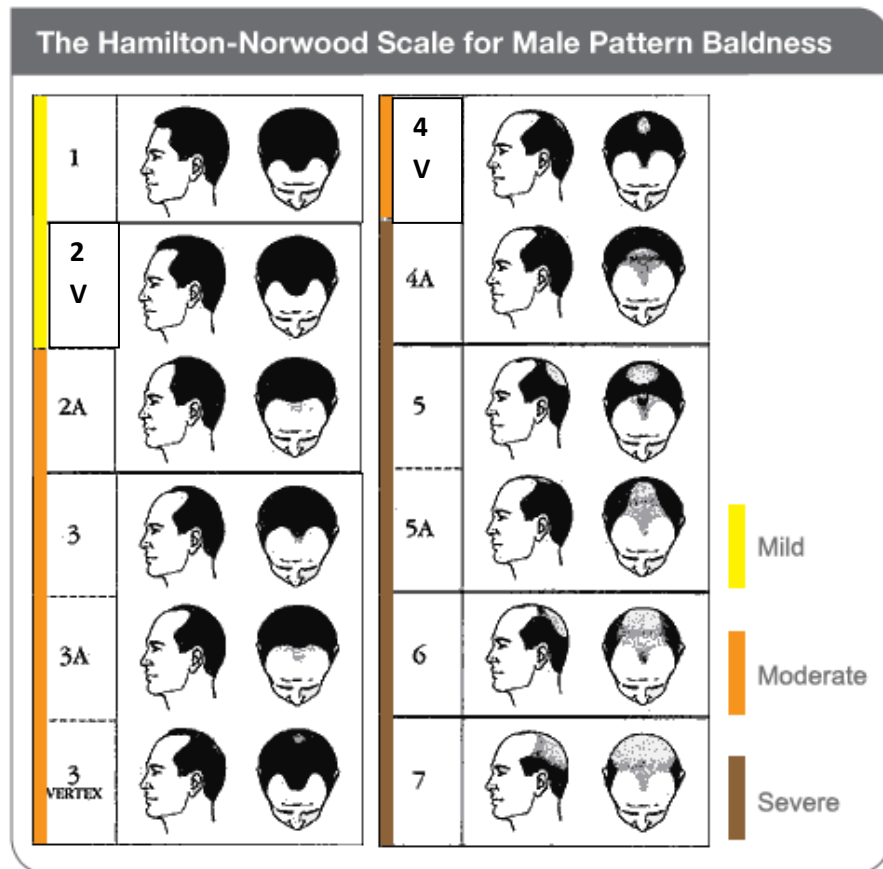 The Hamilton-Norwood Scale for Male Pattern Baldness
1
2
V
2A
3
3A
3
VERTEX
4
V
4A
5
5A
6
7
Mild
Moderate
Severe